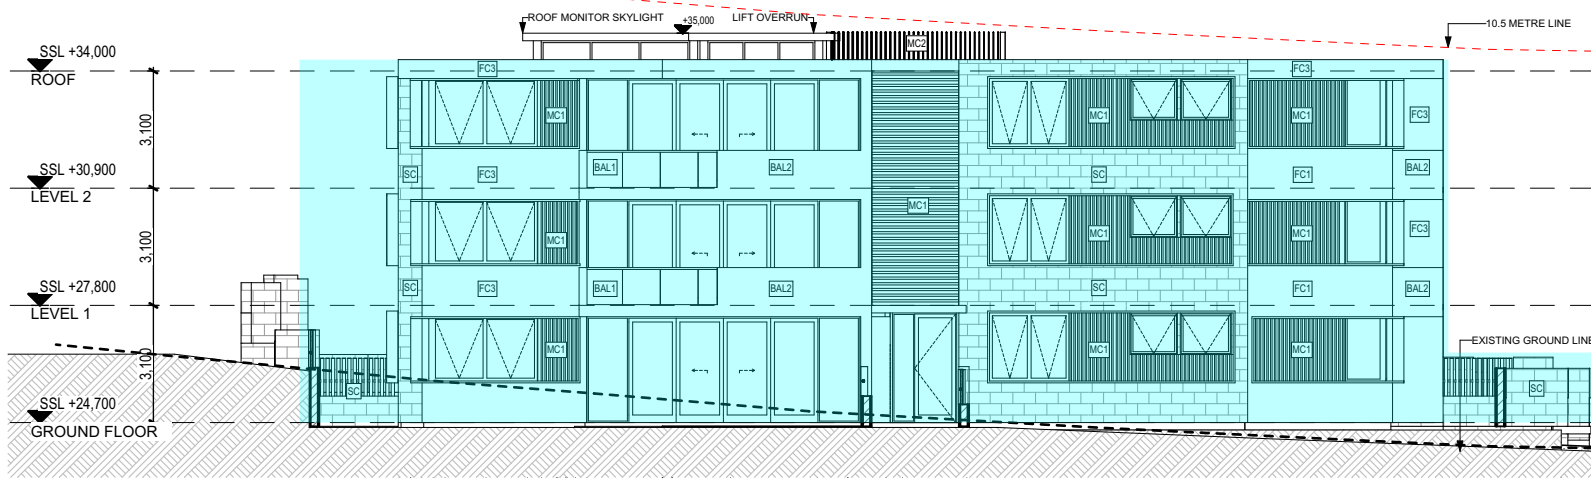 ROOF MONITOR SKYLIGHT
+35,000
LIFT OVERRUN
10.5 METRE LINE
MC2
SSL +34,000
ROOF
FC3
FC3
3,100
MC1
MC1
MC1
FC3
SSL +30,900
LEVEL 2
SC
FC3
BAL1
BAL2
SC
FC1
BAL2
MC1
3,100
MC1
MC1
MC1
FC3
SSL +27,800
LEVEL 1
SC
FC3
BAL1
BAL2
SC
FC1
BAL2
EXISTING GROUND LINE
3,100
MC1
MC1
MC1
SC
SC
SSL +24,700
GROUND FLOOR